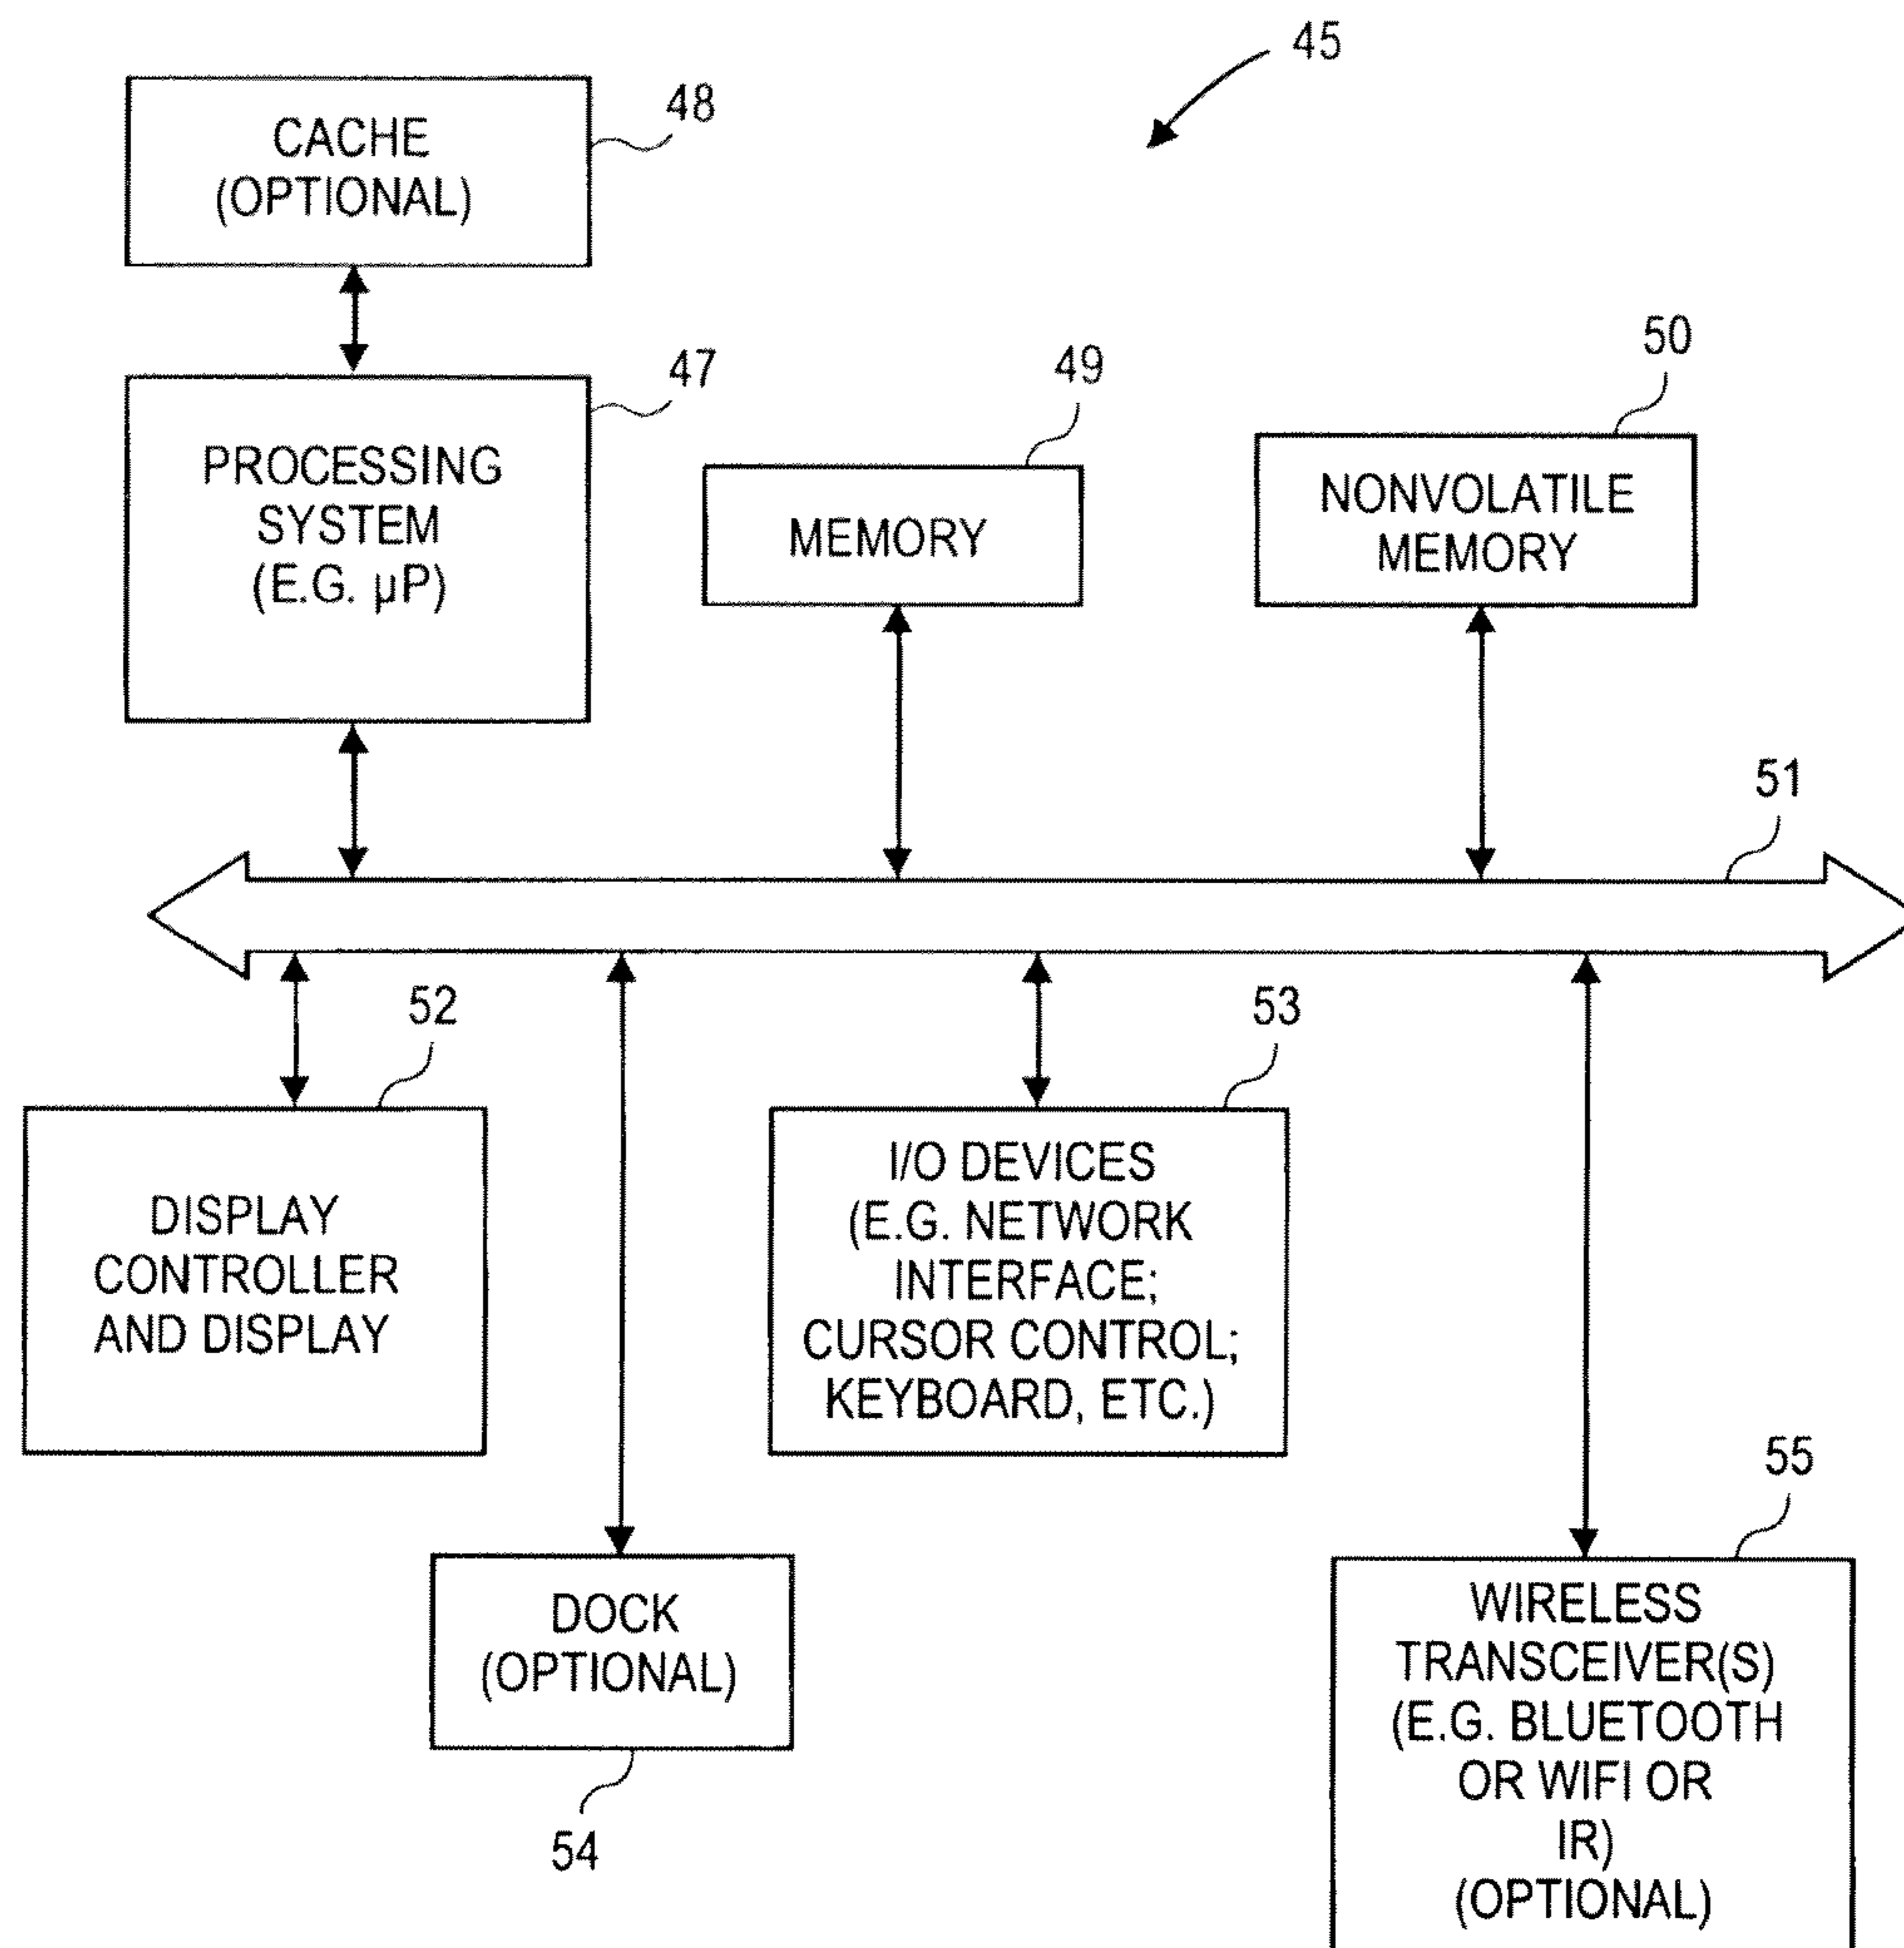 45
48
CACHE
(OPTIONAL)
47
PROCESSING
SYSTEM
(E.G. µP)
49
MEMORY
50
NONVOLATILE
MEMORY
51
52
DISPLAY
CONTROLLER
AND DISPLAY
53
I/O DEVICES
(E.G. NETWORK
INTERFACE;
CURSOR CONTROL;
KEYBOARD, ETC.)
DOCK
(OPTIONAL)
54
55
WIRELESS
TRANSCEIVER(S)
(E.G. BLUETOOTH
OR WIFI OR
IR)
(OPTIONAL)